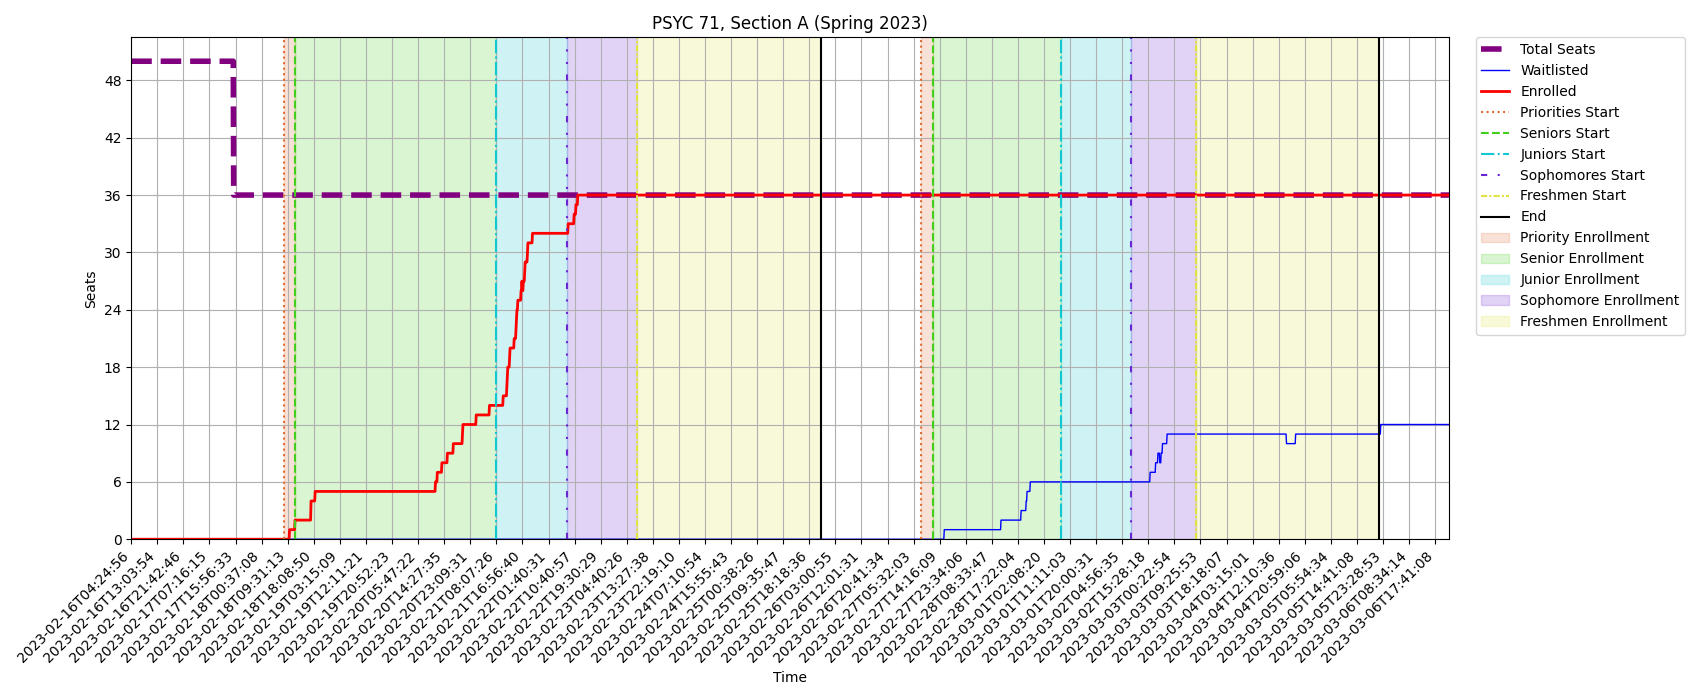 PSYC 71, Section A (Spring 2023)
Seats
48
42
36
30
24
18
12
6
0
2023-02-16T04:24:56
2023-02-16T13:03:54
2023-02-16T21:42:46
2023-02-17T07:16:15
2023-02-17T15:56:33
2023-02-18T00:37:09
2023-02-18T09:31:13
2023-02-18T18:08:50
2023-02-19T03:15:09
2023-02-19T12:11:21
2023-02-19T20:52:23
2023-02-20T05:47:22
2023-02-20T14:27:35
2023-02-20T23:09:31
2023-02-21T08:07:26
2023-02-21T16:56:40
2023-02-22T01:40:31
2023-02-22T10:40:57
2023-02-22T19:30:29
2023-02-23T04:40:26
2023-02-23T13:27:38
2023-02-23T22:19:10
2023-02-24T07:10:54
2023-02-24T15:55:43
2023-02-25T00:38:26
2023-02-25T09:35:47
2023-02-25T18:18:36
2023-02-26T03:00:55
2023-02-26T12:01:31
2023-02-26T20:41:34
2023-02-27T05:32:03
2023-02-27T14:16:09
2023-02-27T23:34:06
2023-02-28T08:33:47
2023-02-28T17:22:04
2023-03-01T02:08:20
2023-03-01T11:11:03
2023-03-01T20:00:31
2023-03-02T04:56:35
2023-03-02T15:28:18
2023-03-03T00:22:54
2023-03-03T09:25:53
2023-03-03T18:18:07
2023-03-04T03:15:01
2023-03-04T12:10:36
2023-03-04T20:59:06
2023-03-05T05:54:34
2023-03-05T14:41:08
2023-03-05T23:28:53
2023-03-06T08:34:14
2023-03-06T17:41:08
Time
Total Seats
Waitlisted
Enrolled
Priorities Start
Seniors Start
Juniors Start
Sophomores Start
Freshmen Start
End
Priority Enrollment
Senior Enrollment
Junior Enrollment
Sophomore Enrollment
Freshmen Enrollment